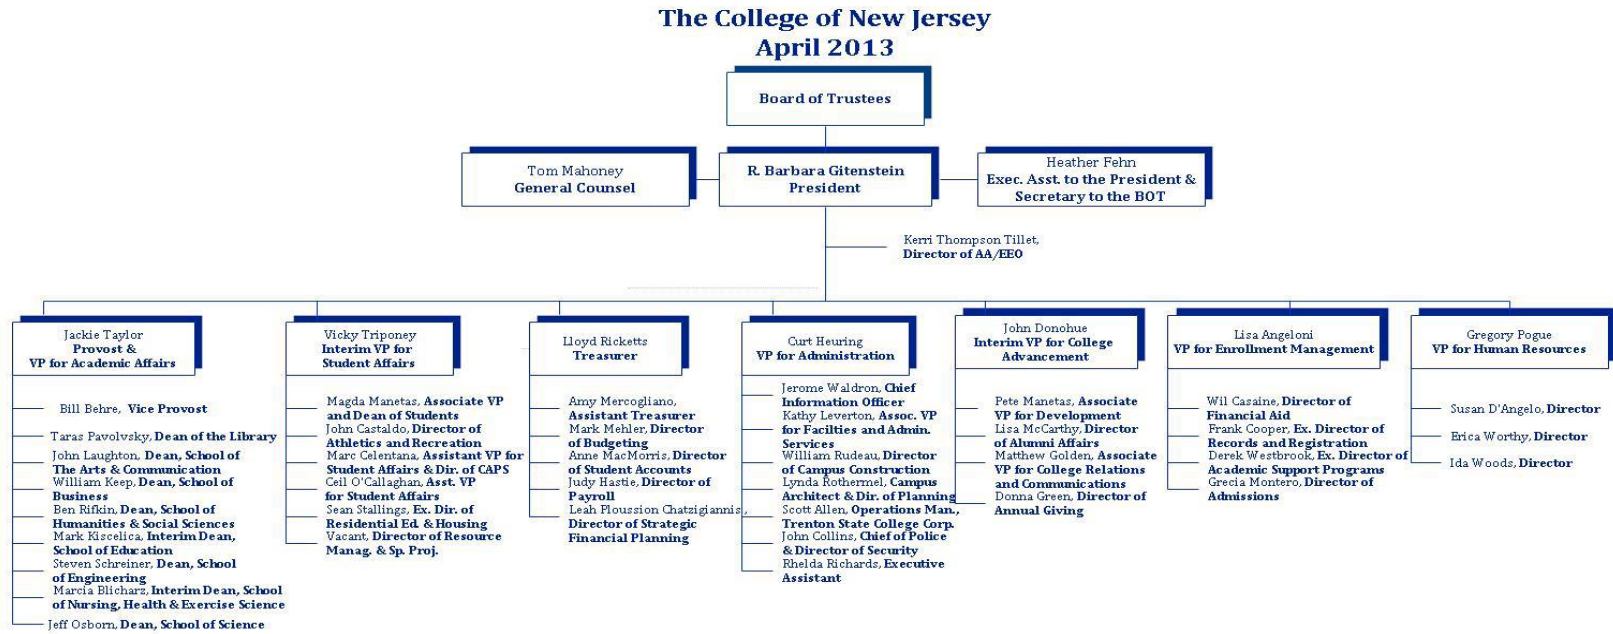 The College of New Jersey
April 2013
Board of Trustees
Tom Mahoney
General Counsel
R. Barbara Gitenstein
President
Heather Fehn
Exec. Asst. to the President &
Secretary to the BOT
Kerri Thompson Tillet,
Director of AA/EEO
Jackie Taylor
Provost &
VP for Academic Affairs
Bill Behre, Vice Provost
Taras Pavolvsky, Dean of the Library
John Laughton, Dean, School of
The Arts & Communication
William Keep, Dean, School of
Business
Ben Rifkin, Dean, School of
Humanities & Social Sciences
Mark Kiscelica, Interim Dean,
School of Education
Steven Schreiner, Dean, School
of Engineering
Marcia Blicharz, Interim Dean, School
of Nursing, Health & Exercise Science
Jeff Osborn, Dean, School of Science
Vicky Triponey
Interim VP for
Student Affairs
Magda Manetas, Associate VP
and Dean of Students
John Castaldo, Director of
Athletics and Recreation
Marc Celentana, Assistant VP for
Student Affairs & Dir. of CAPS
Ceil O'Callaghan, Asst. VP
for Student Affairs
Sean Stallings, Ex. Dir. of
Residential Ed. & Housing
Vacant, Director of Resource
Manag. & Sp. Proj.
Lloyd Ricketts
Treasurer
Amy Mercogliano,
Assistant Treasurer
Mark Mehler, Director
of Budgeting
Anne MacMorris, Director
of Student Accounts
Judy Hastie, Director of
Payroll
Leah Ploussion Chatzigiannis,
Director of Strategic
Financial Planning
Curt Heuring
VP for Administration
Jerome Waldron, Chief
Information Officer
Kathy Leverton, Assoc. VP
for Facilties and Admin.
Services
William Rudeau, Director
of Campus Construction
Lynda Rothermel, Campus
Architect & Dir. of Planning
Scott Allen, Operations Man.,
Trenton State College Corp.
John Collins, Chief of Police
& Director of Security
Rhelda Richards, Executive
Assistant
John Donohue
Interim VP for College
Advancement
Pete Manetas, Associate
VP for Development
Lisa McCarthy, Director
of Alumni Affairs
Matthew Golden, Associate
VP for College Relations
and Communications
Donna Green, Director of
Annual Giving
Lisa Angeloni
VP for Enrollment Management
Wil Casaine, Director of
Financial Aid
Frank Cooper, Ex. Director of
Records and Registration
Derek Westbrook, Ex. Director of
Academic Support Programs
Grecia Montero, Director of
Admissions
Gregory Pogue
VP for Human Resources
Susan D'Angelo, Director
Erica Worthy, Director
Ida Woods, Director